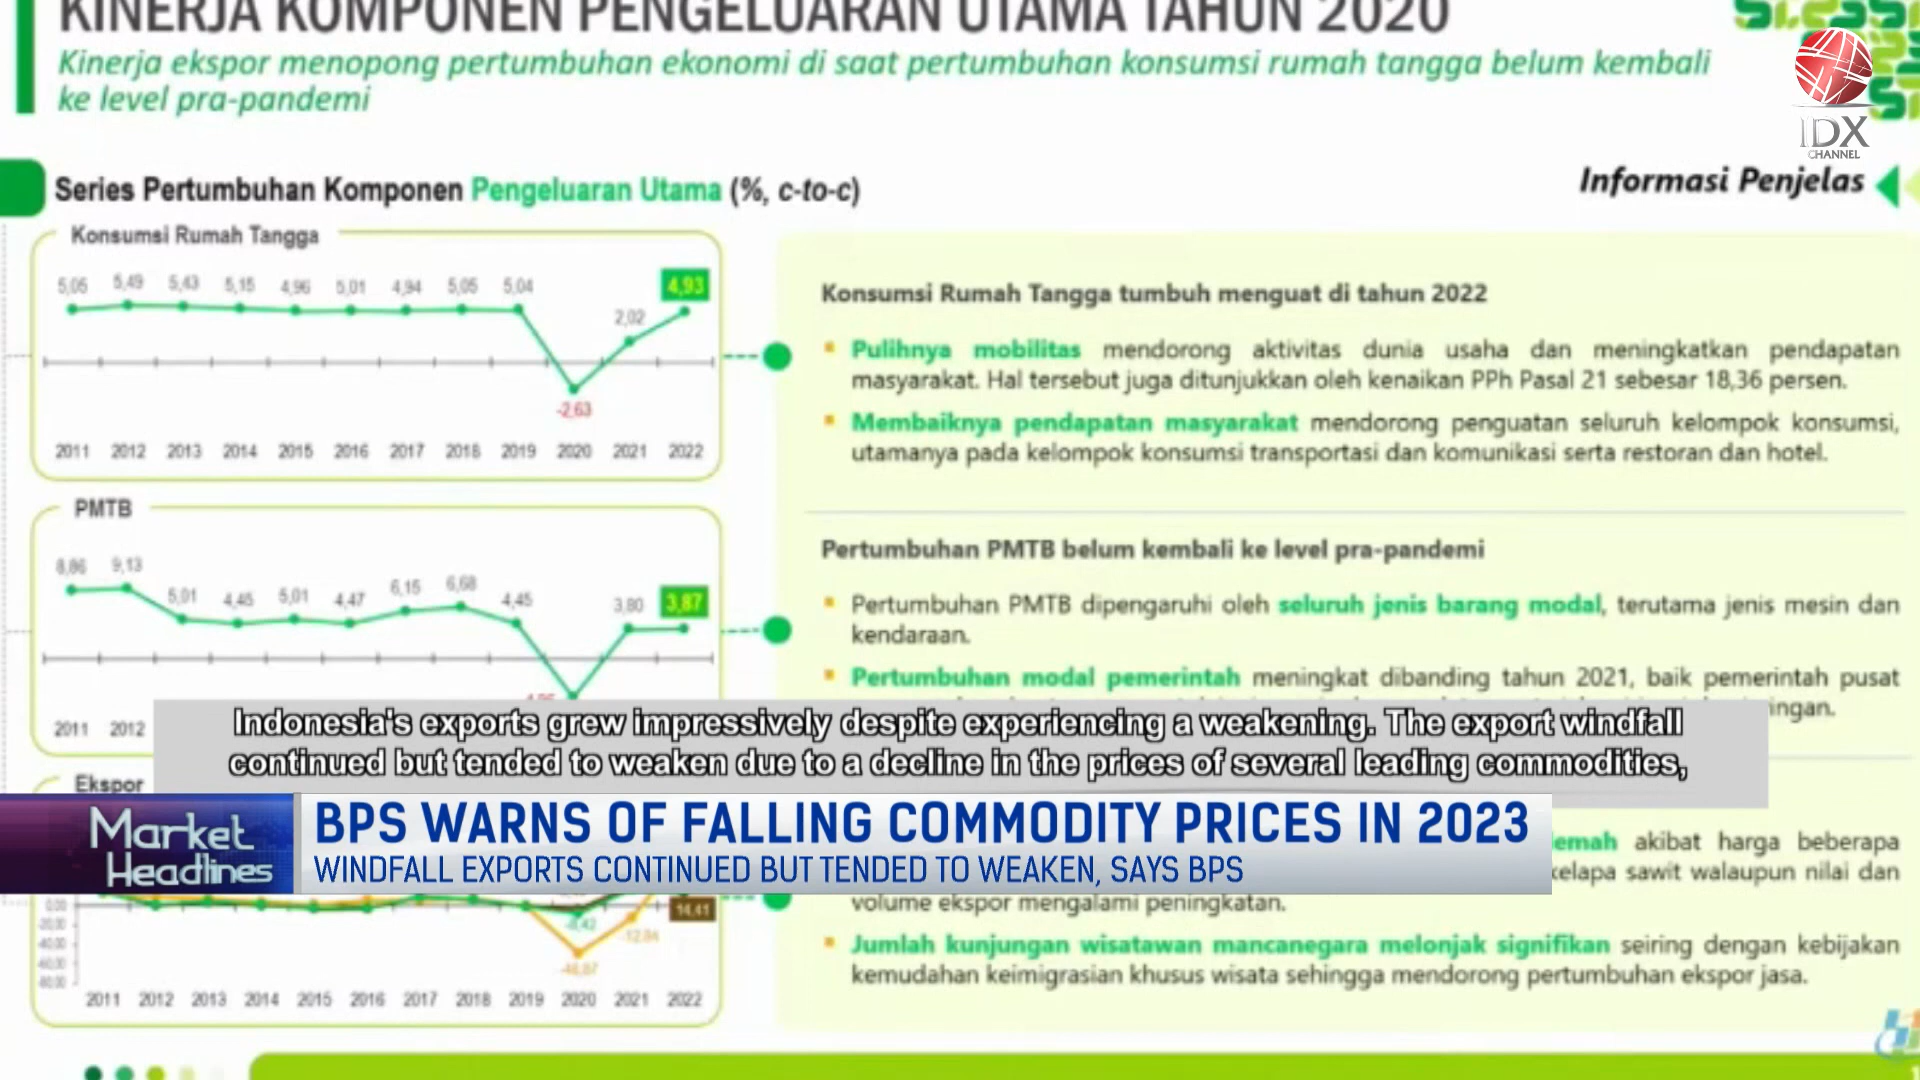 KINERJA KOMPONEN PENGELUARAN UTAMA TAHUN 2020
Kinerja ekspor menopong pertumbuhan ekonomi di saat pertumbuhan konsumsi rumah tangga belum kembali
ke level pra-pandemi
IDX
CHANNEL
Series Pertumbuhan Komponen Pengeluaran Utama (%, c-to-c)
Informasi Penjelas
Konsumsi Rumah Tangga
5,05 5,49 5,43 5,15 4,96 5,01 4,94 5,05 5,04 -2,63 2,02 4,93
2011 2012 2013 2014 2015 2016 2017 2018 2019 2020 2021 2022
Konsumsi Rumah Tangga tumbuh menguat di tahun 2022
Pulihnya mobilitas mendorong aktivitas dunia usaha dan meningkatkan pendapatan
masyarakat. Hal tersebut juga ditunjukkan oleh kenaikan PPh Pasal 21 sebesar 18,36 persen.
Membaiknya pendapatan masyarakat mendorong penguatan seluruh kelompok konsumsi,
utamanya pada kelompok konsumsi transportasi dan komunikasi serta restoran dan hotel.
PMTB
8,86 9,13 5,01 4,45 5,01 4,47 6,15 6,68 4,45 3,80 3,87
2011 2012
Pertumbuhan PMTB belum kembali ke level pra-pandemi
Pertumbuhan PMTB dipengaruhi oleh seluruh jenis barang modal, terutama jenis mesin dan
kendaraan.
Pertumbuhan modal pemerintah meningkat dibanding tahun 2021, baik pemerintah pusat
Indonesia's exports grew impressively despite experiencing a weakening. The export windfall
continued but tended to weaken due to a decline in the prices of several leading commodities,
Ekspor
Market
Headlines
BPS WARNS OF FALLING COMMODITY PRICES IN 2023
WINDFALL EXPORTS CONTINUED BUT TENDED TO WEAKEN, SAYS BPS
akibat harga beberapa
sawit walaupun nilai dan
volume ekspor mengalami peningkatan.
Jumlah kunjungan wisatawan mancanegara melonjak signifikan seiring dengan kebijakan
kemudahan keimigrasian khusus wisata sehingga mendorong pertumbuhan ekspor jasa.
0,00
14,41
2011 2012 2013 2014 2015 2016 2017 2018 2019 2020 2021 2022